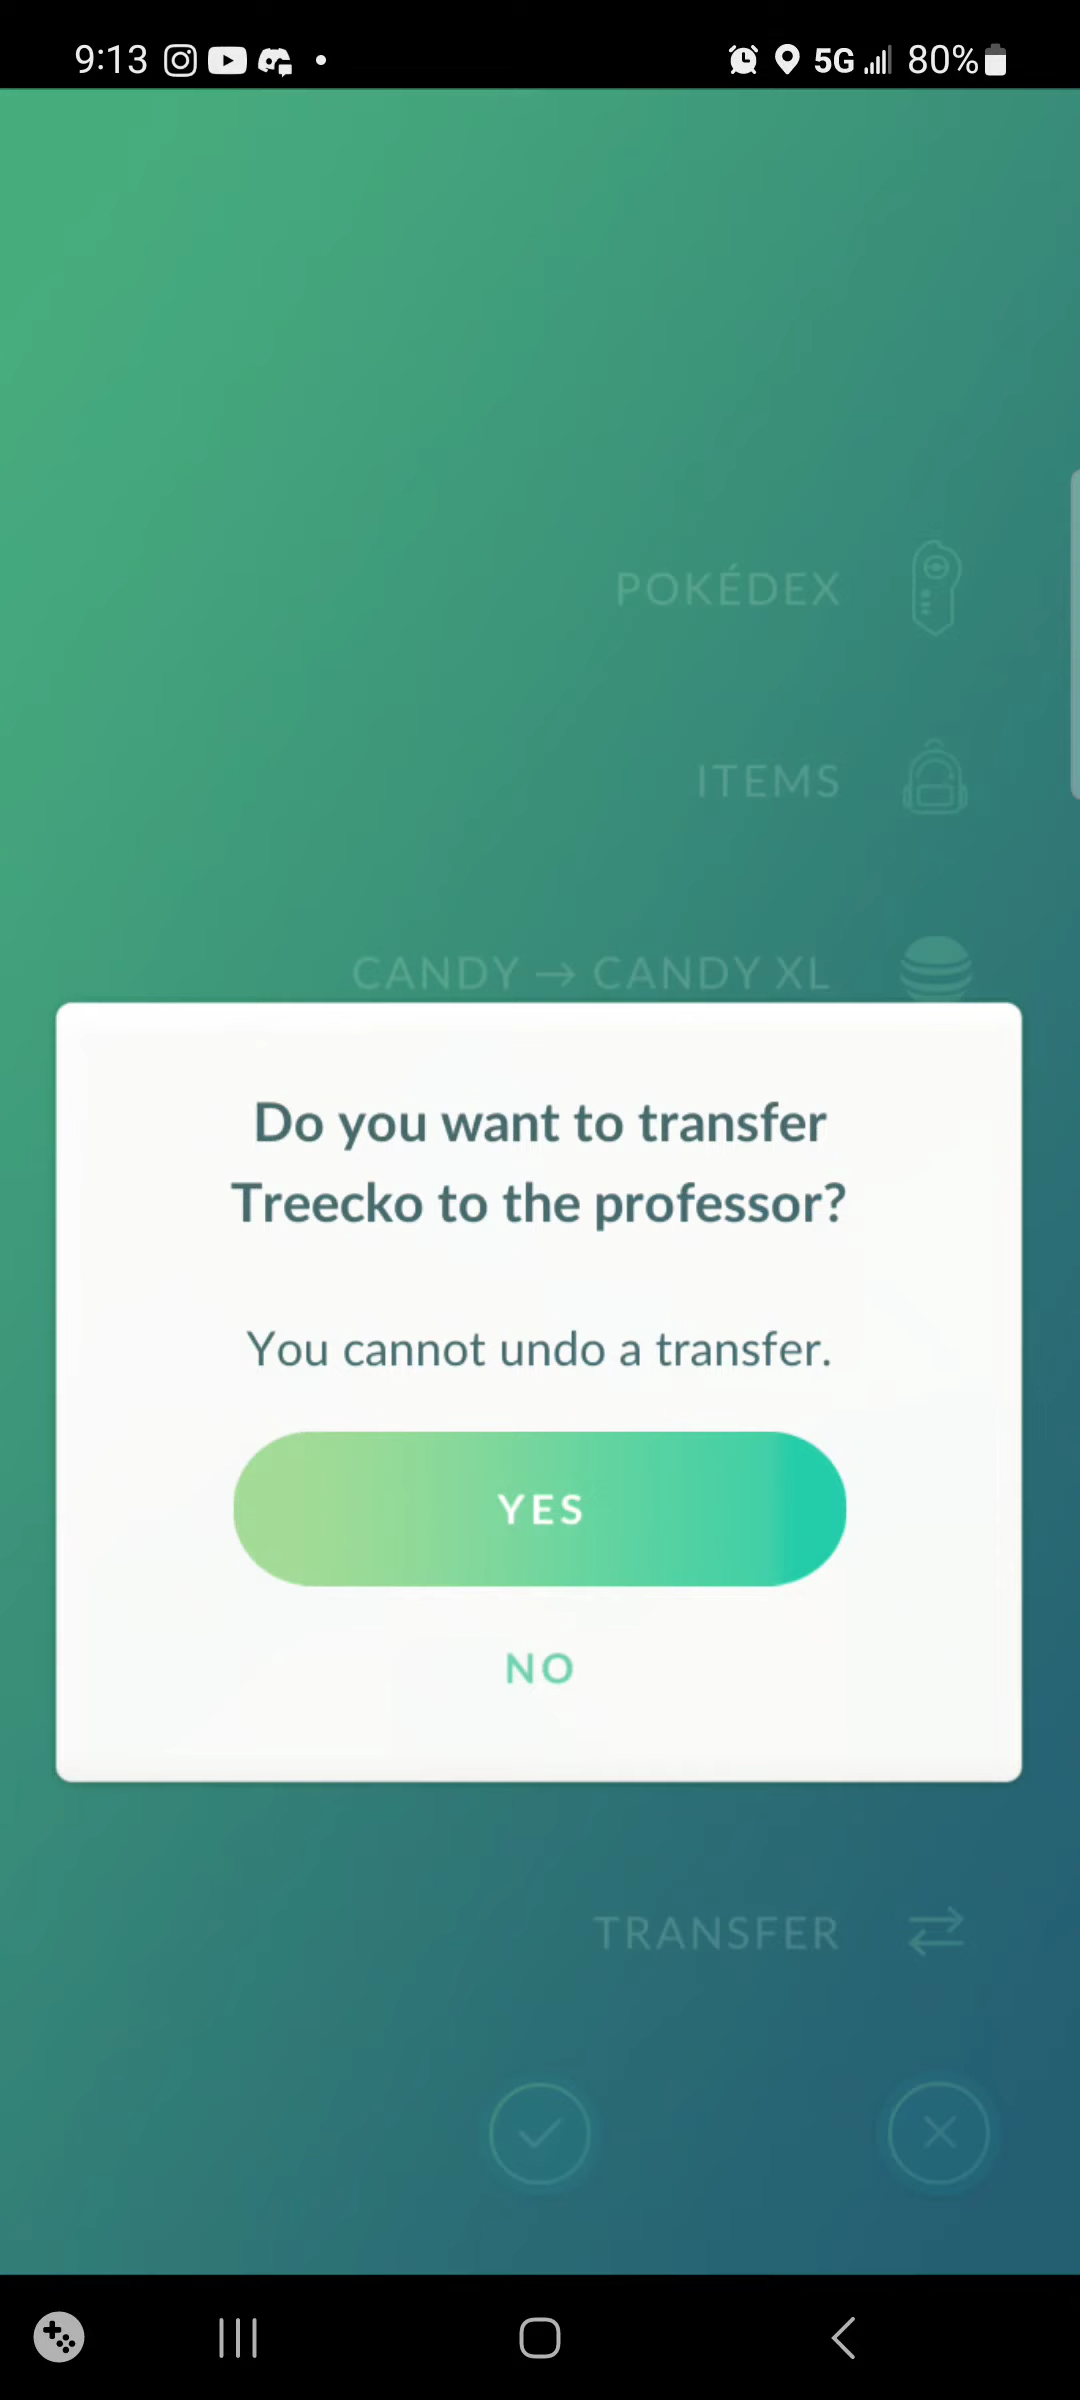 9:13 5G 80%
POKÉDEX
ITEMS
CANDY → CANDY XL
Do you want to transfer
Treecko to the professor?
You cannot undo a transfer.
YES
NO
TRANSFER